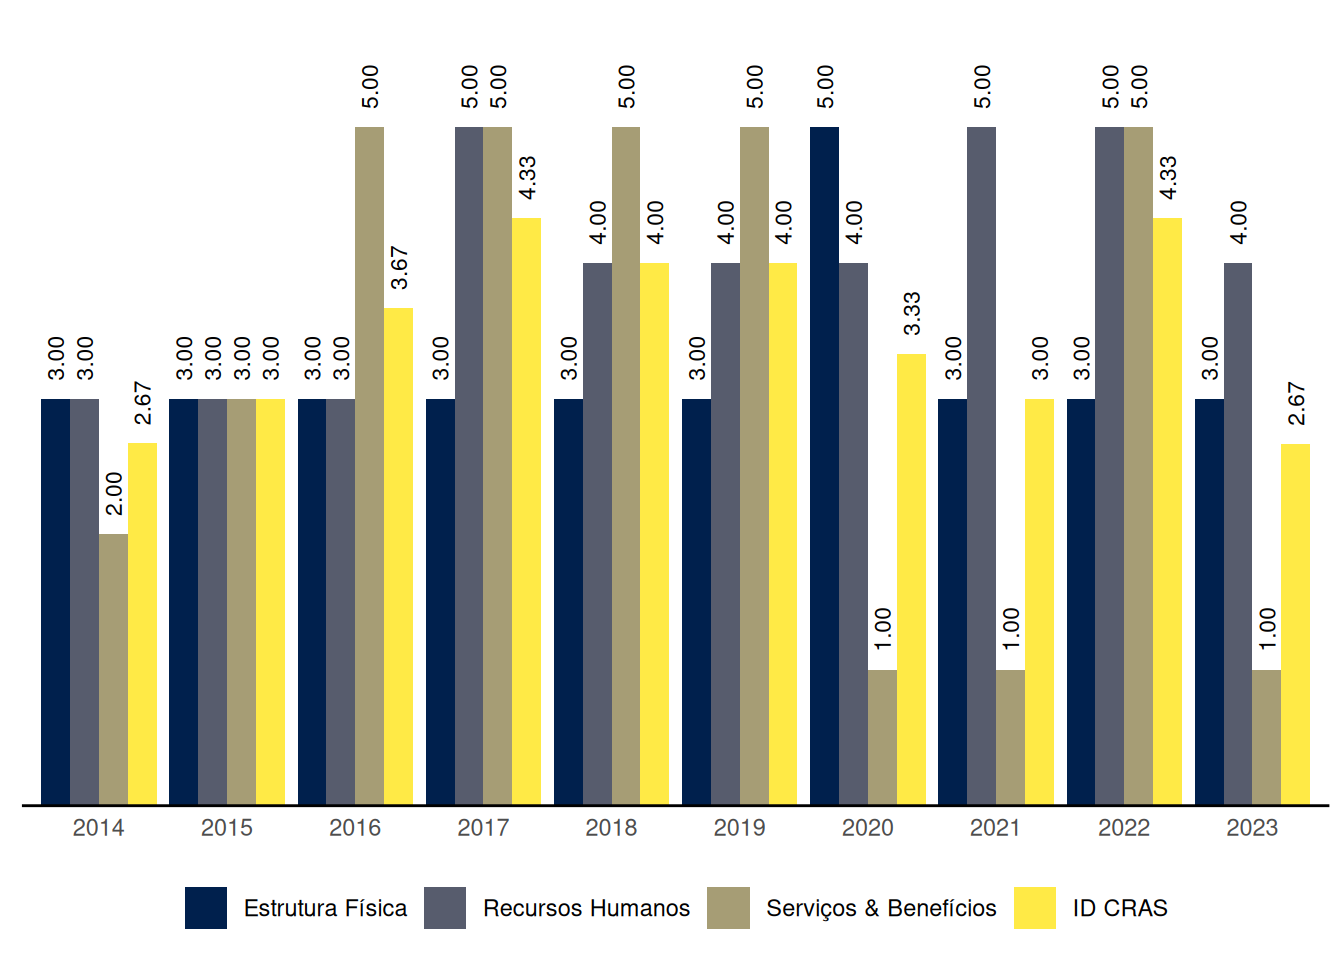 3.00 3.00 2.00 2.67
3.00 3.00 3.00 3.00
3.00 3.00 5.00 3.67
3.00 5.00 5.00 4.33
3.00 4.00 5.00 4.00
3.00 4.00 5.00 4.00
5.00 4.00 1.00 3.33
3.00 5.00 1.00 3.00
3.00 5.00 5.00 4.33
3.00 4.00 1.00 2.67
2014 2015 2016 2017 2018 2019 2020 2021 2022 2023
Estrutura Física Recursos Humanos Serviços & Benefícios ID CRAS